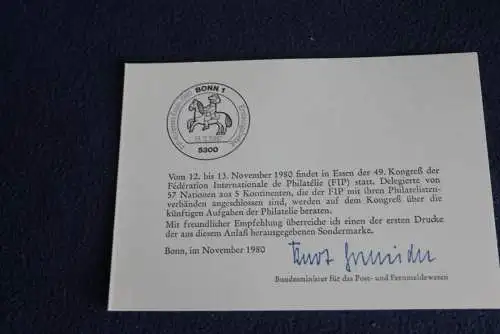 BONN 1
5300
Vom 12. bis 13. November 1980 findet in Essen der 49. Kongreß der
Fédération Internationale de Philatélie (FIP) statt. Delegierte von
57 Nationen aus 5 Kontinenten, die der FIP mit ihren Philatelisten-
verbänden angeschlossen sind, werden auf dem Kongreß über die
künftigen Aufgaben der Philatelie beraten.
Mit freundlicher Empfehlung überreiche ich einen der ersten Drucke
der aus diesem Anlaß herausgegebenen Sondermarke.
Bonn, im November 1980
Bundesminister für das Post- und Fernmeldewesen